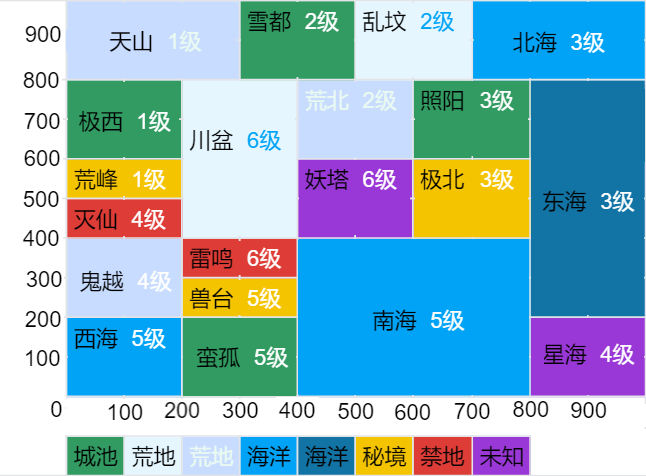 900
天山 1级
雪都 2级
乱坟 2级
北海 3级
800
极西 1级
川盆 6级
荒北 2级
照阳 3级
东海 3级
700
600
荒峰 1级
妖塔 6级
极北 3级
500
灭仙 4级
400
鬼越 4级
雷鸣 6级
南海 5级
300
兽台 5级
200
西海 5级
蛮孤 5级
星海 4级
100
0 100 200 300 400 500 600 700 800 900
城池 荒地 荒地 海洋 海洋 秘境 禁地 未知